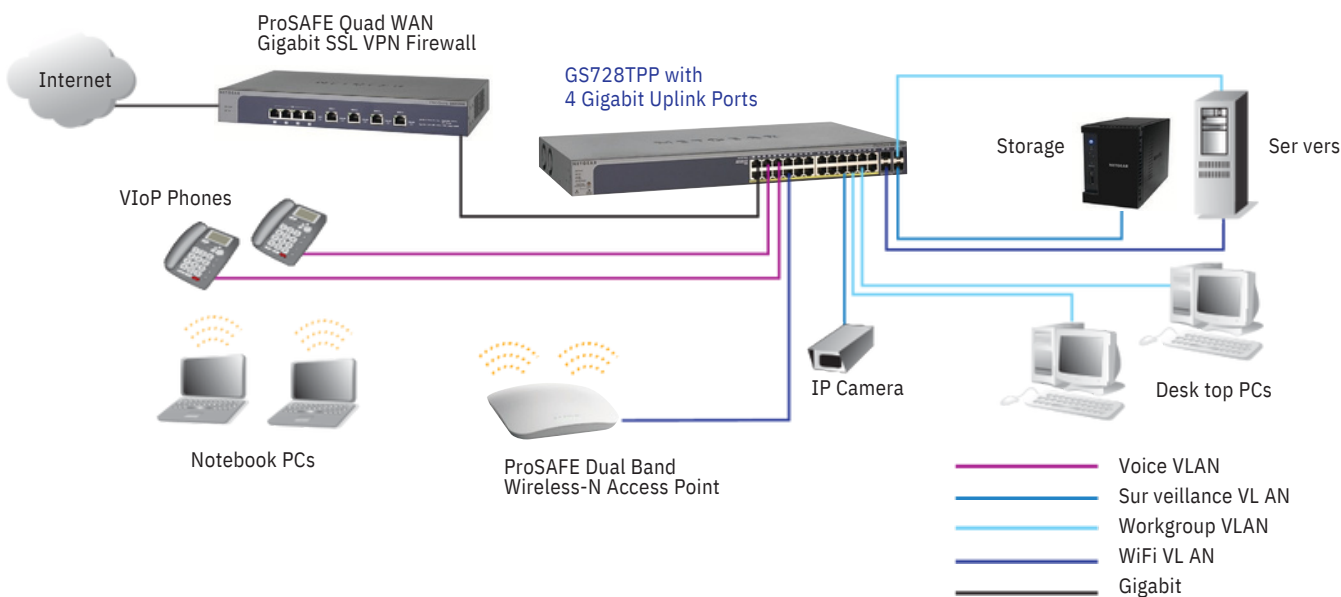 ProSAFE Quad WAN
Gigabit SSL VPN Firewall
Internet
GS728TPP with
4 Gigabit Uplink Ports
Storage
Ser vers
VIoP Phones
IP Camera
Desk top PCs
Notebook PCs
ProSAFE Dual Band
Wireless-N Access Point
Voice VLAN
Sur veillance VL AN
Workgroup VLAN
WiFi VL AN
Gigabit
NETGEAR